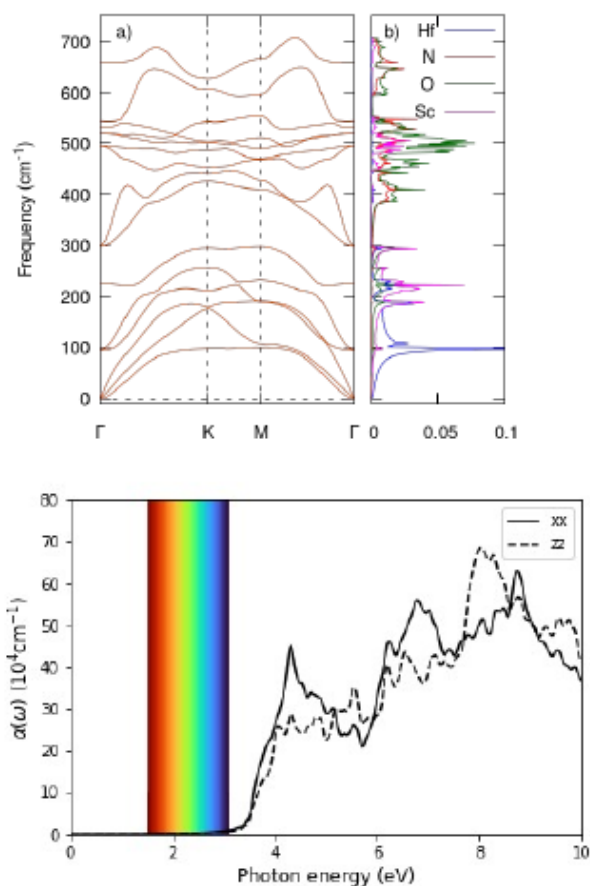 a)
b)
Hf
N
O
Sc
700
600
500
400
300
200
100
0
Frequency (cm⁻¹)
Γ K M Γ
0 0.05 0.1
80
70
60
50
40
30
20
10
0
α(ω) (10⁴cm⁻¹)
xx
zz
0 2 4 6 8 10
Photon energy (eV)